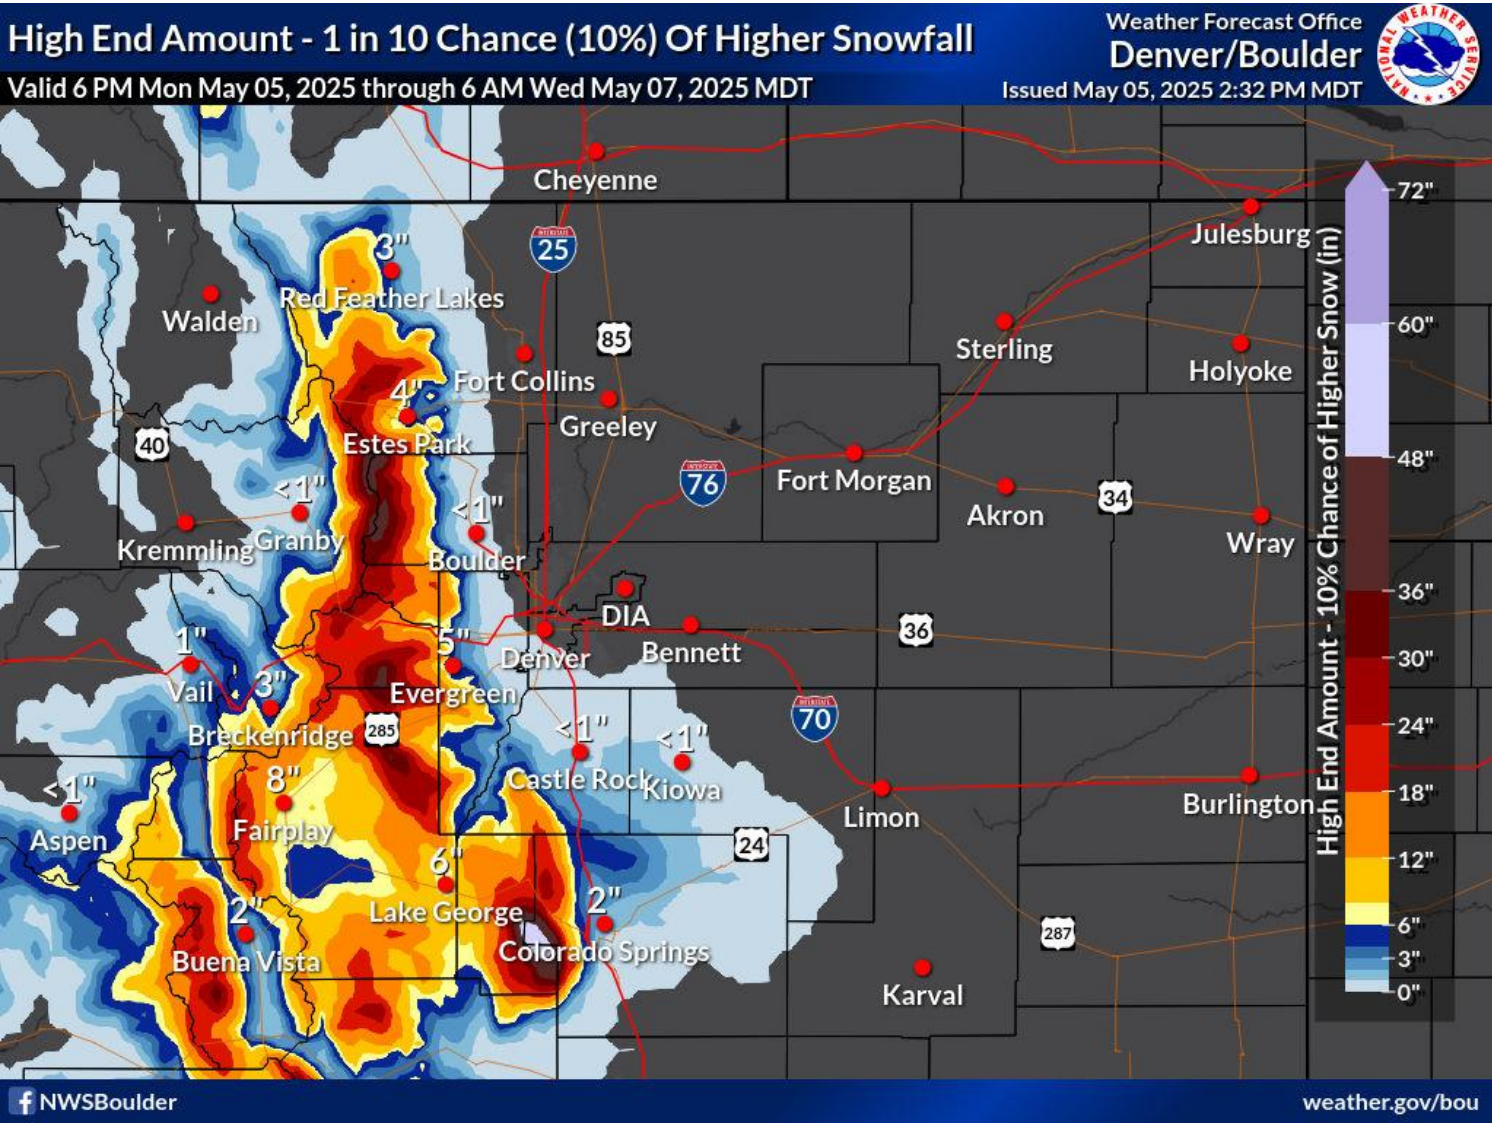 High End Amount - 1 in 10 Chance (10%) Of Higher Snowfall
Valid 6 PM Mon May 05, 2025 through 6 AM Wed May 07, 2025 MDT
Weather Forecast Office
Denver/Boulder
Issued May 05, 2025 2:32 PM MDT
NATIONAL WEATHER SERVICE
Cheyenne
72"
Julesburg
INTERSTATE
25
3"
Red Feather Lakes
Walden
60"
85
Sterling
Holyoke
Fort Collins
4"
Greeley
Estes Park
40
48"
INTERSTATE
76
Fort Morgan
Akron
34
<1"
Granby
Kremmling
<1"
Boulder
Wray
36"
DIA
36
Denver
Bennett
1"
Vail
5"
Evergreen
30"
3"
Breckenridge
285
INTERSTATE
70
24"
<1"
Castle Rock
<1"
Kiowa
8"
Fairplay
<1"
Aspen
Limon
Burlington
18"
24
12"
6"
Lake George
2"
Colorado Springs
2"
Buena Vista
287
6"
3"
Karval
0"
High End Amount - 10% Chance of Higher Snow (in)
f NWSBoulder
weather.gov/bou